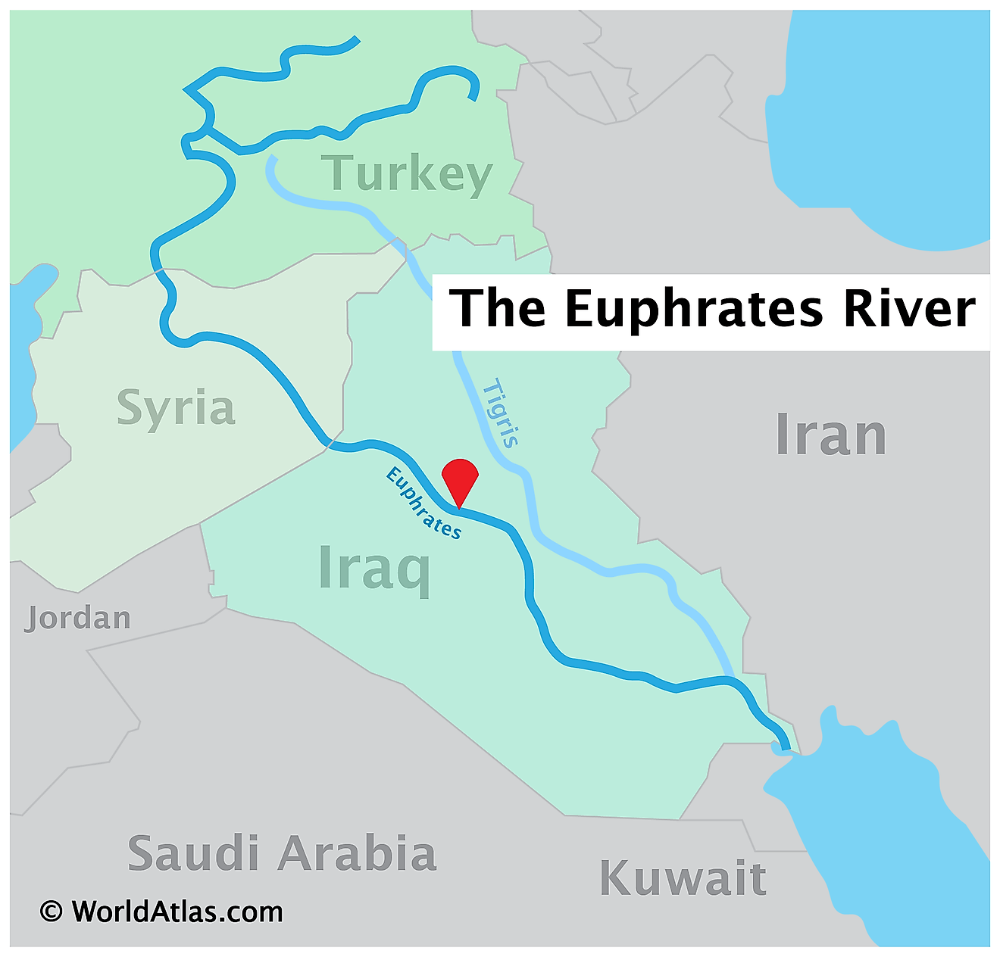 Turkey
The Euphrates River
Tigris
Syria
Iran
Euphrates
Iraq
Jordan
Saudi Arabia
Kuwait
© WorldAtlas.com